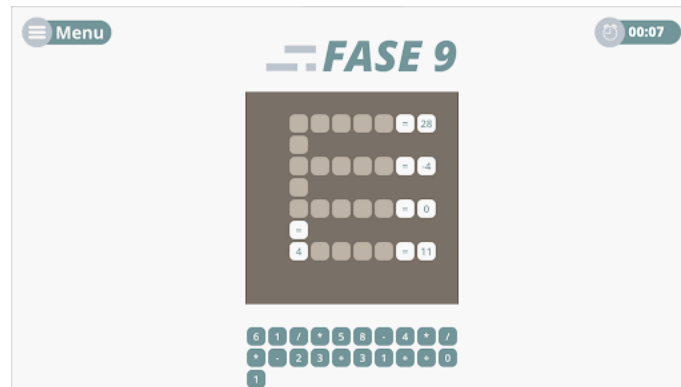 Menu
00:07
FASE 9
= 28
= -4
= 0
=
4 = 11
6 1 / * 5 8 - 4 * /
* - 2 3 + 3 1 + + 0
1